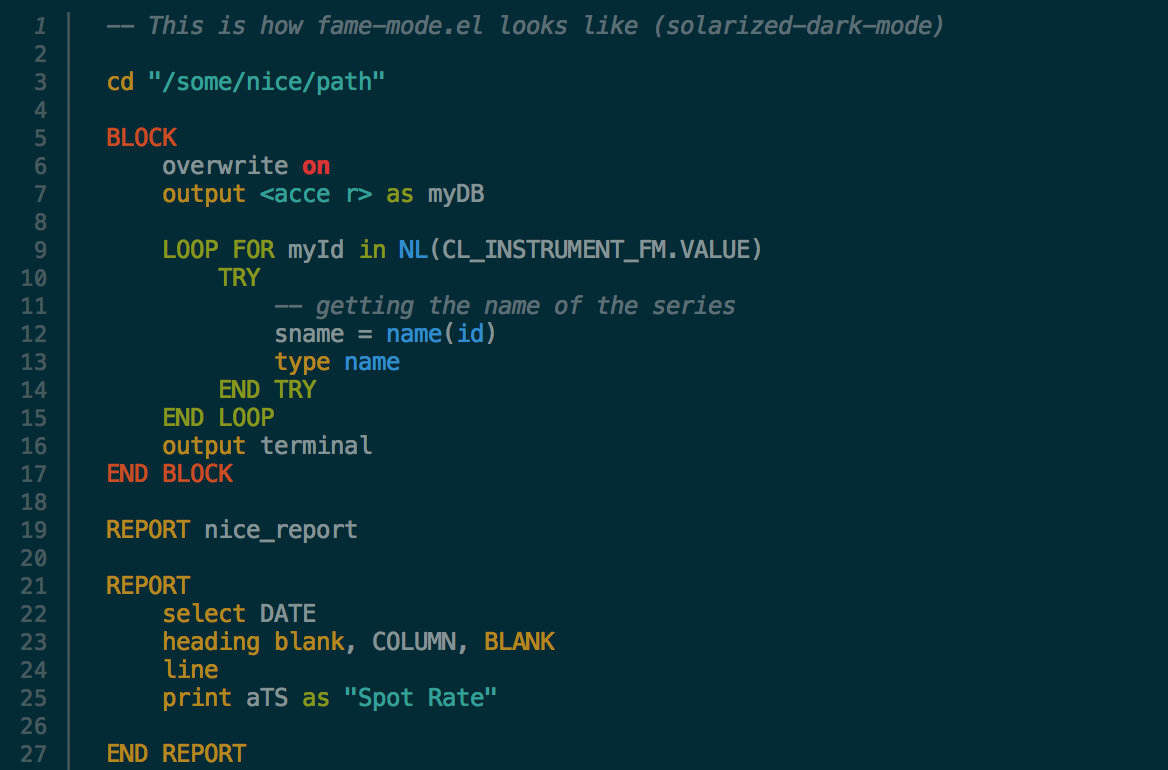 1 -- This is how fame-mode.el looks like (solarized-dark-mode)
2
3 cd "/some/nice/path"
4
5 BLOCK
6     overwrite on
7     output <acce r> as myDB
8
9     LOOP FOR myId in NL(CL_INSTRUMENT_FM.VALUE)
10         TRY
11             -- getting the name of the series
12             sname = name(id)
13             type name
14         END TRY
15     END LOOP
16     output terminal
17 END BLOCK
18
19 REPORT nice_report
20
21 REPORT
22     select DATE
23     heading blank, COLUMN, BLANK
24     line
25     print aTS as "Spot Rate"
26
27 END REPORT